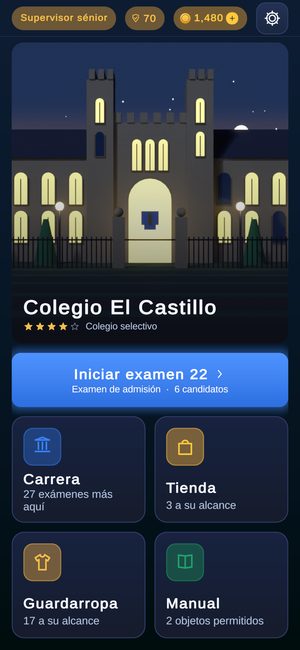 Supervisor sénior 70 1,480 +
Colegio El Castillo
Colegio selectivo
Iniciar examen 22
Examen de admisión · 6 candidatos
Carrera
27 exámenes más
aquí
Tienda
3 a su alcance
Guardarropa
17 a su alcance
Manual
2 objetos permitidos